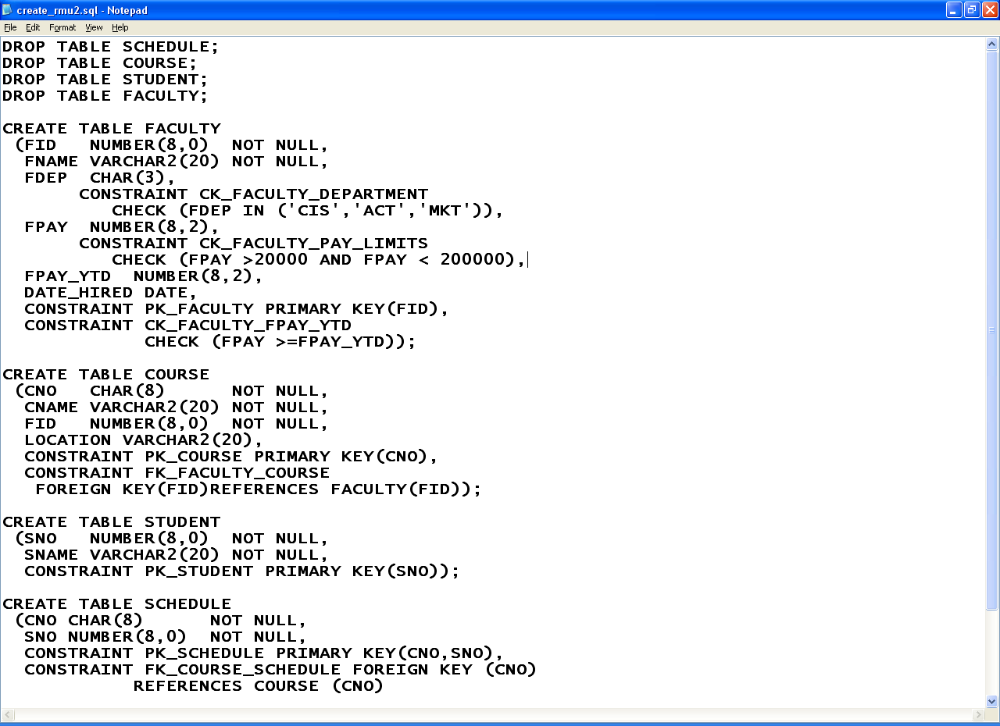 create_rmu2.sql - Notepad
File Edit Format View Help
DROP TABLE SCHEDULE;
DROP TABLE COURSE;
DROP TABLE STUDENT;
DROP TABLE FACULTY;

CREATE TABLE FACULTY
 (FID   NUMBER(8,0)  NOT NULL,
  FNAME VARCHAR2(20) NOT NULL,
  FDEP  CHAR(3),
       CONSTRAINT CK_FACULTY_DEPARTMENT
          CHECK (FDEP IN ('CIS','ACT','MKT')),
  FPAY  NUMBER(8,2),
       CONSTRAINT CK_FACULTY_PAY_LIMITS
          CHECK (FPAY >20000 AND FPAY < 200000),
  FPAY_YTD  NUMBER(8,2),
  DATE_HIRED DATE,
  CONSTRAINT PK_FACULTY PRIMARY KEY(FID),
  CONSTRAINT CK_FACULTY_FPAY_YTD
             CHECK (FPAY >=FPAY_YTD));

CREATE TABLE COURSE
 (CNO   CHAR(8)      NOT NULL,
  CNAME VARCHAR2(20) NOT NULL,
  FID   NUMBER(8,0)  NOT NULL,
  LOCATION VARCHAR2(20),
  CONSTRAINT PK_COURSE PRIMARY KEY(CNO),
  CONSTRAINT FK_FACULTY_COURSE
   FOREIGN KEY(FID)REFERENCES FACULTY(FID));

CREATE TABLE STUDENT
 (SNO   NUMBER(8,0)  NOT NULL,
  SNAME VARCHAR2(20) NOT NULL,
  CONSTRAINT PK_STUDENT PRIMARY KEY(SNO));

CREATE TABLE SCHEDULE
 (CNO CHAR(8)      NOT NULL,
  SNO NUMBER(8,0)  NOT NULL,
  CONSTRAINT PK_SCHEDULE PRIMARY KEY(CNO,SNO),
  CONSTRAINT FK_COURSE_SCHEDULE FOREIGN KEY (CNO)
            REFERENCES COURSE (CNO)